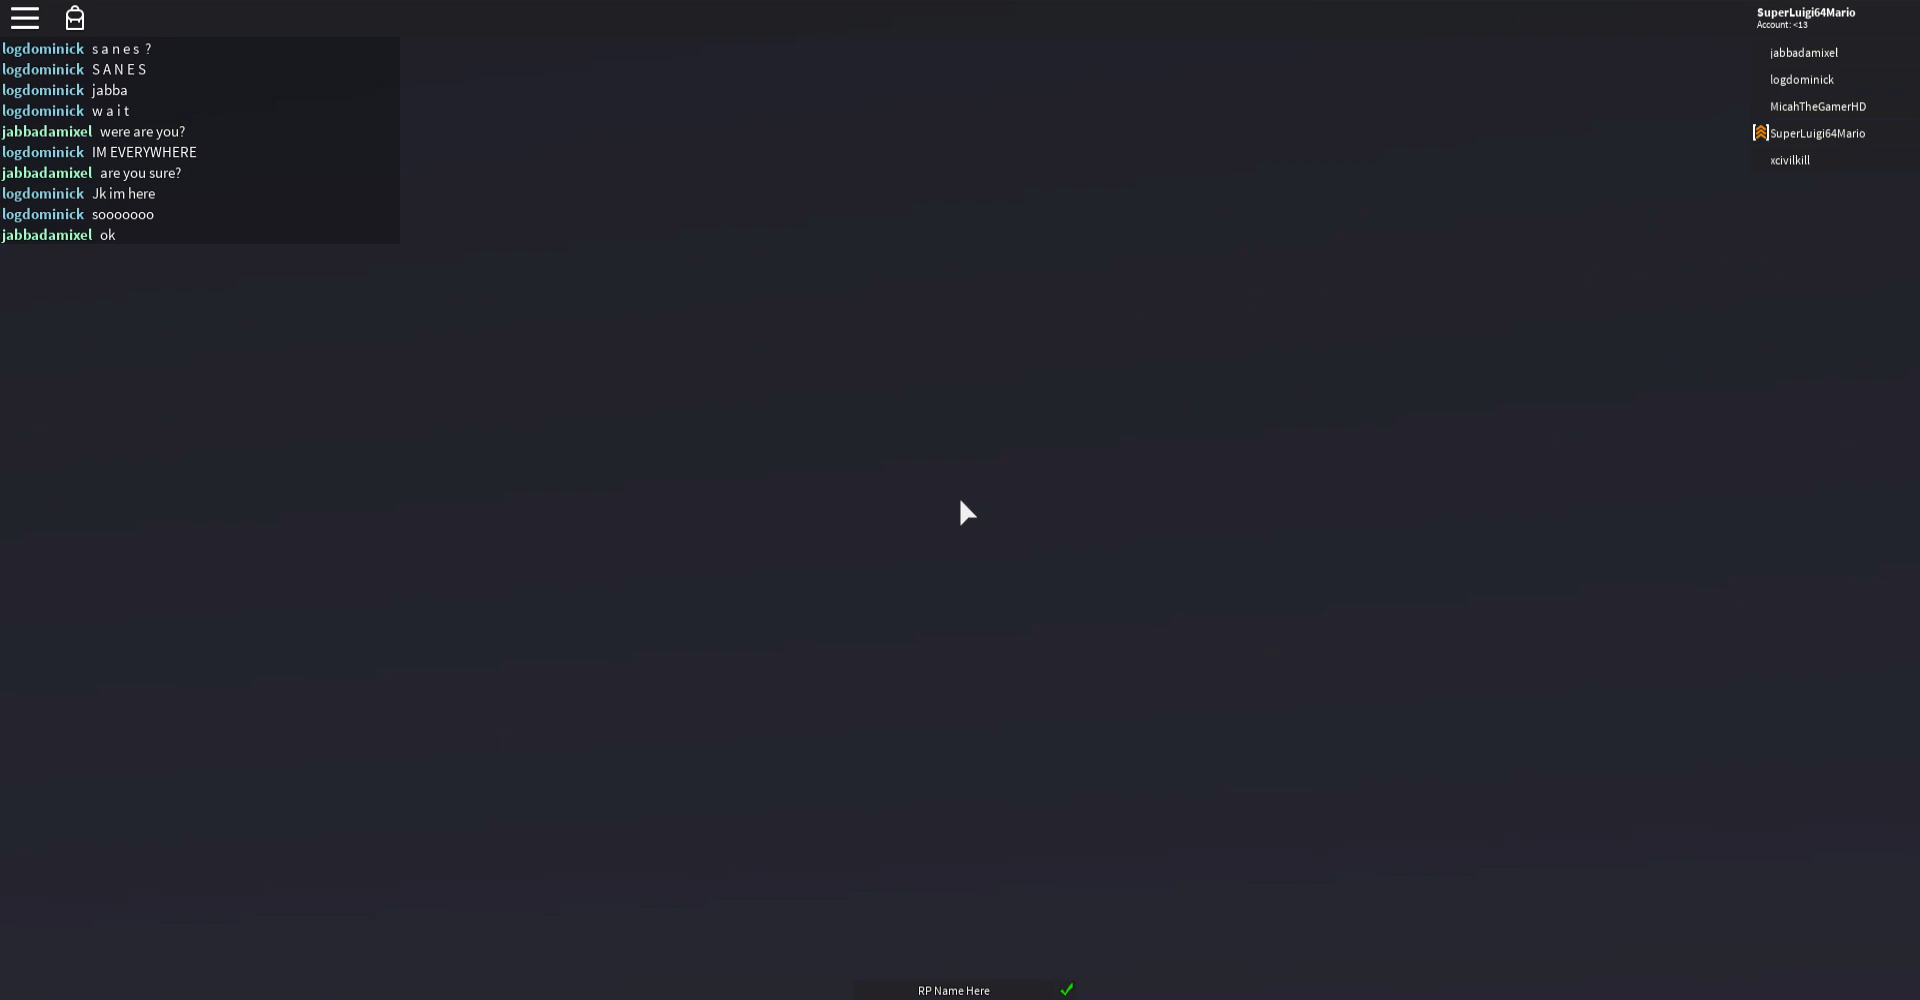 SuperLuigi64Mario
Account: <13
logdominick s a n e s ?
logdominick S A N E S
logdominick jabba
logdominick w a i t
jabbadamixel were are you?
logdominick IM EVERYWHERE
jabbadamixel are you sure?
logdominick Jk im here
logdominick sooooooo
jabbadamixel ok
jabbadamixel
logdominick
MicahTheGamerHD
SuperLuigi64Mario
xcivilkill
RP Name Here